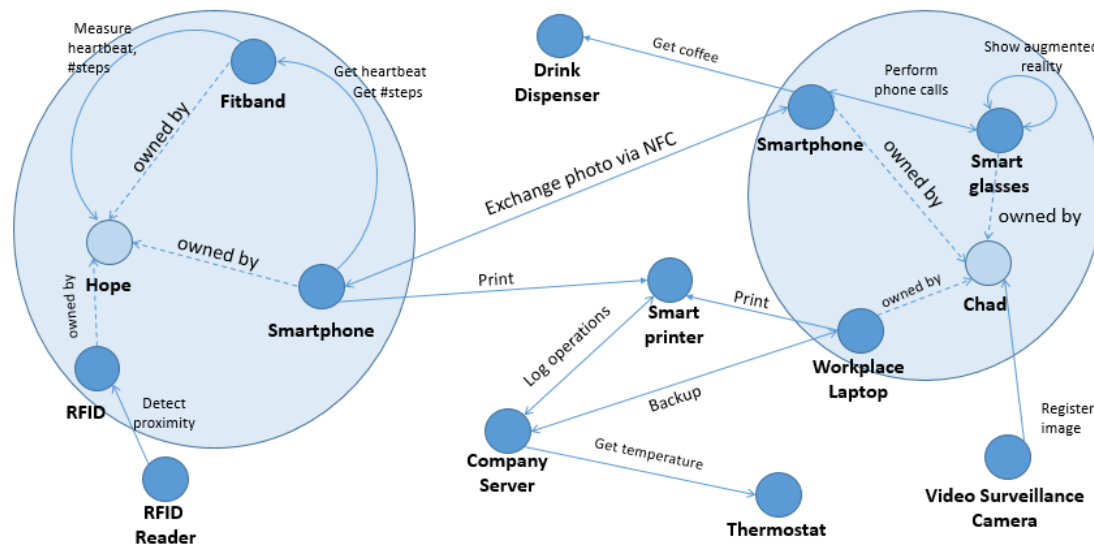 Measure
heartbeat,
#steps
Fitband
Get heartbeat
Get #steps
owned by
Hope
owned by
Smartphone
owned by
RFID
Detect
proximity
RFID
Reader
Drink
Dispenser
Get coffee
Exchange photo via NFC
Print
Smart
printer
Print
Log operations
Backup
Company
Server
Get temperature
Thermostat
Show augmented
reality
Perform
phone calls
Smartphone
Smart
glasses
owned by
owned by
owned by
Chad
Workplace
Laptop
Register
image
Video Surveillance
Camera